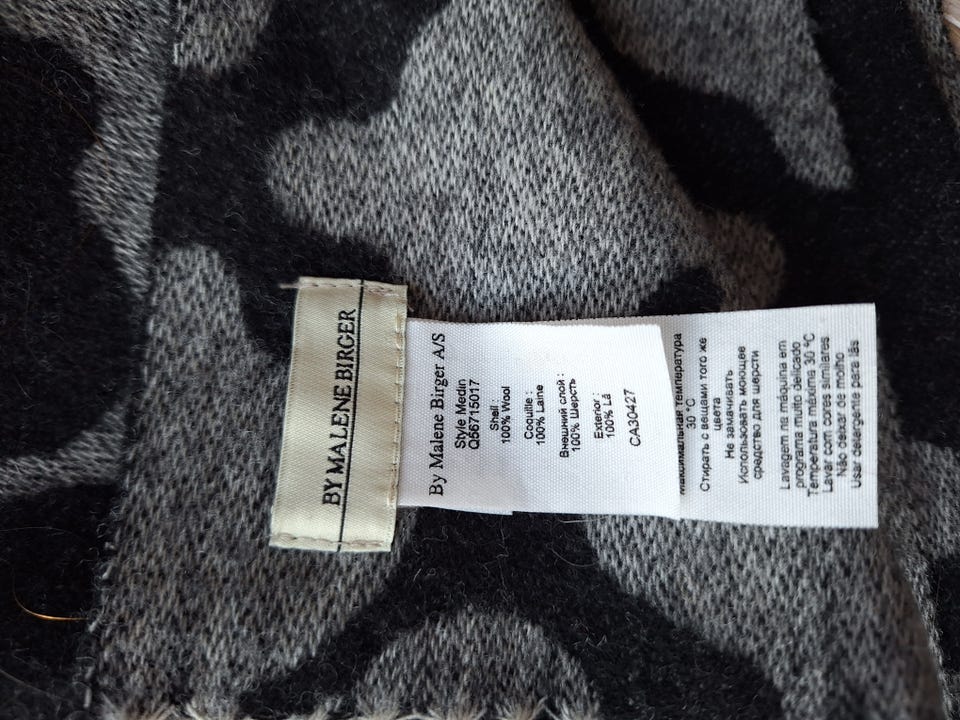 BY MALENE BIRGER
By Malene Birger A/S
Style Medin
Q56715017
Shell :
100% Wool
Coquille :
100% Laine
Внешний слой :
100% Шерсть
Exterior :
100% Lã
CA30427
температура
30 °C
Стирать с вещами того же
цвета
Не замачивать
Использовать моющее
средство для шерсти
Lavagem na máquina em
programa muito delicado
Temperatura máxima 30 °C
Lavar com cores similares
Não deixar de molho
Usar detergente para lãs